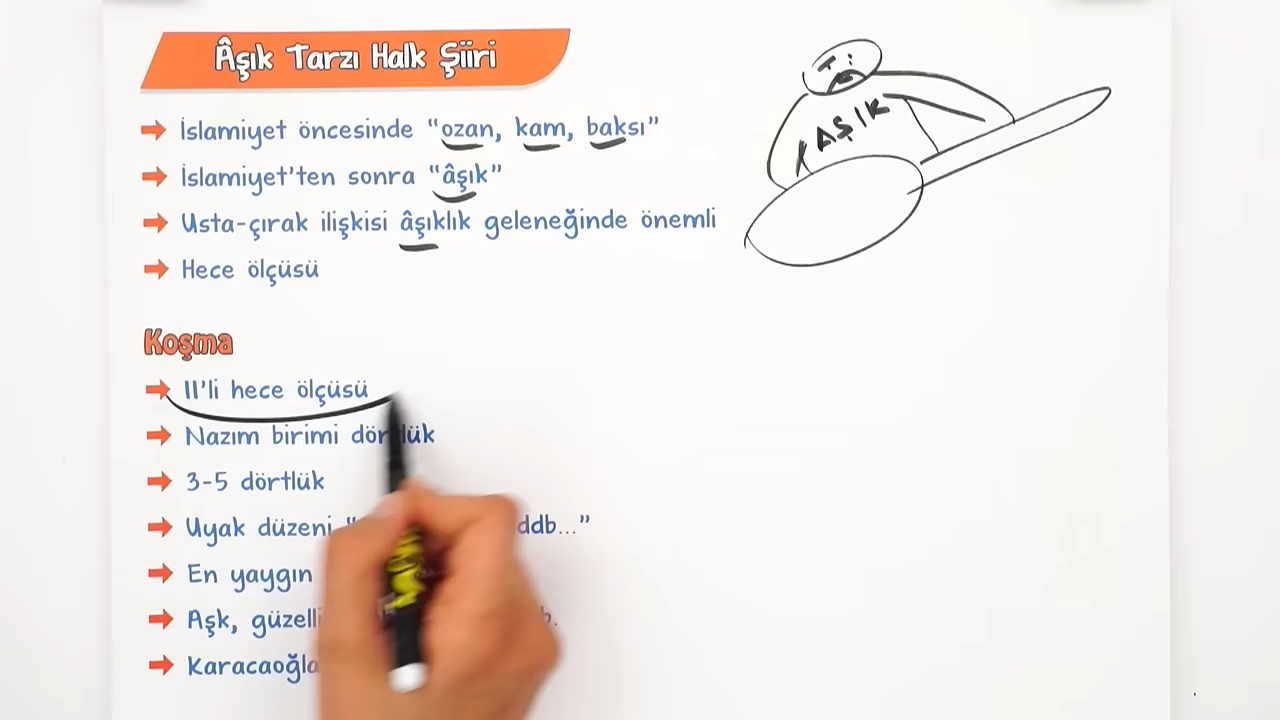 Âşık Tarzı Halk Şiiri
İslamiyet öncesinde “ozan, kam, baksı”
İslamiyet'ten sonra “âşık”
Usta-çırak ilişkisi âşıklık geleneğinde önemli
Hece ölçüsü
AŞIK
Koşma
11'li hece ölçüsü
Nazım birimi dörtlük
3-5 dörtlük
Uyak düzeni “ ddb...”
En yaygın
Aşk,